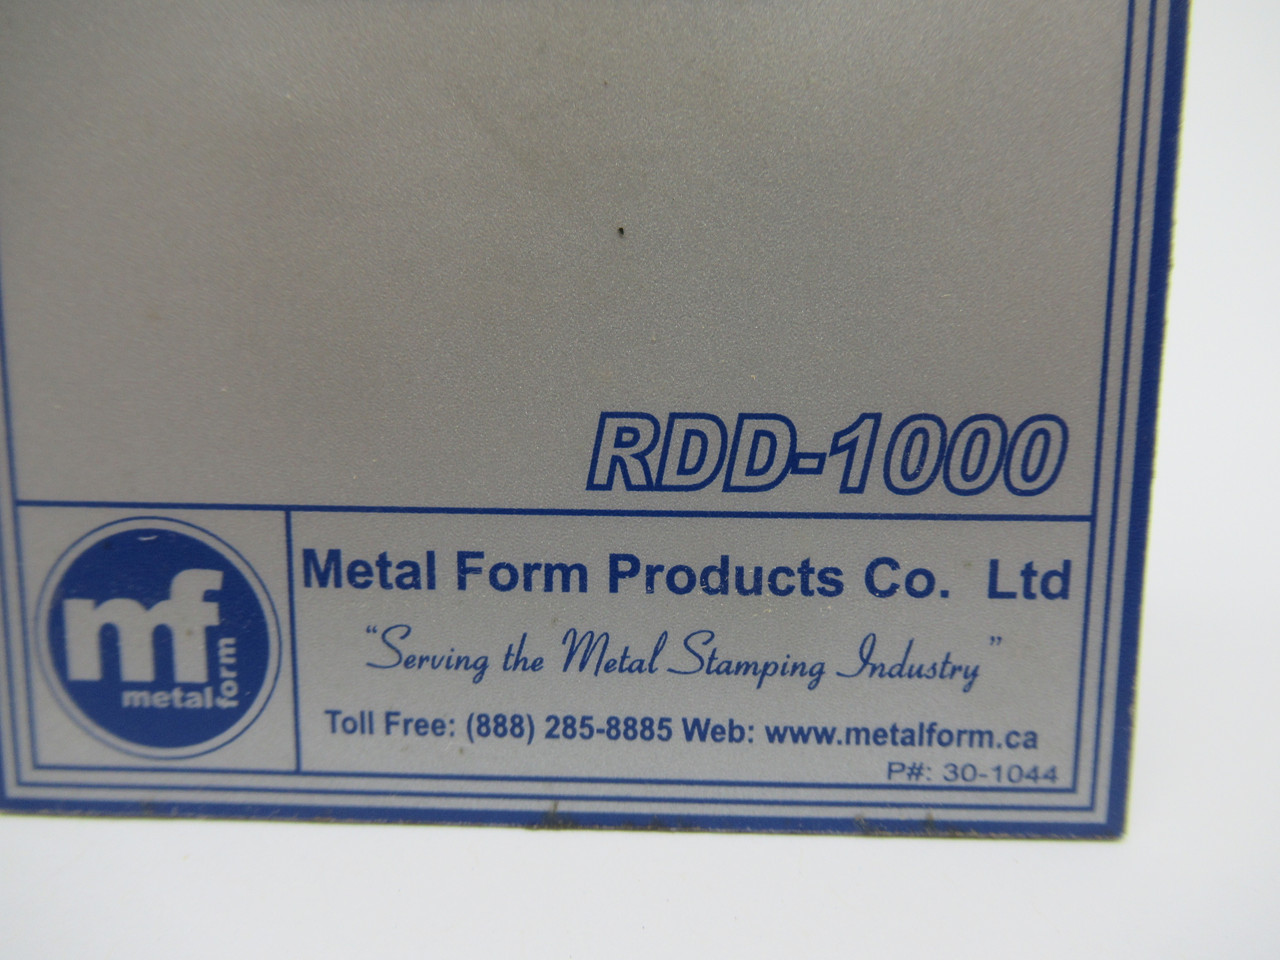 RDD-1000
mf
metal form
Metal Form Products Co. Ltd
“Serving the Metal Stamping Industry”
Toll Free: (888) 285-8885 Web: www.metalform.ca
P#: 30-1044